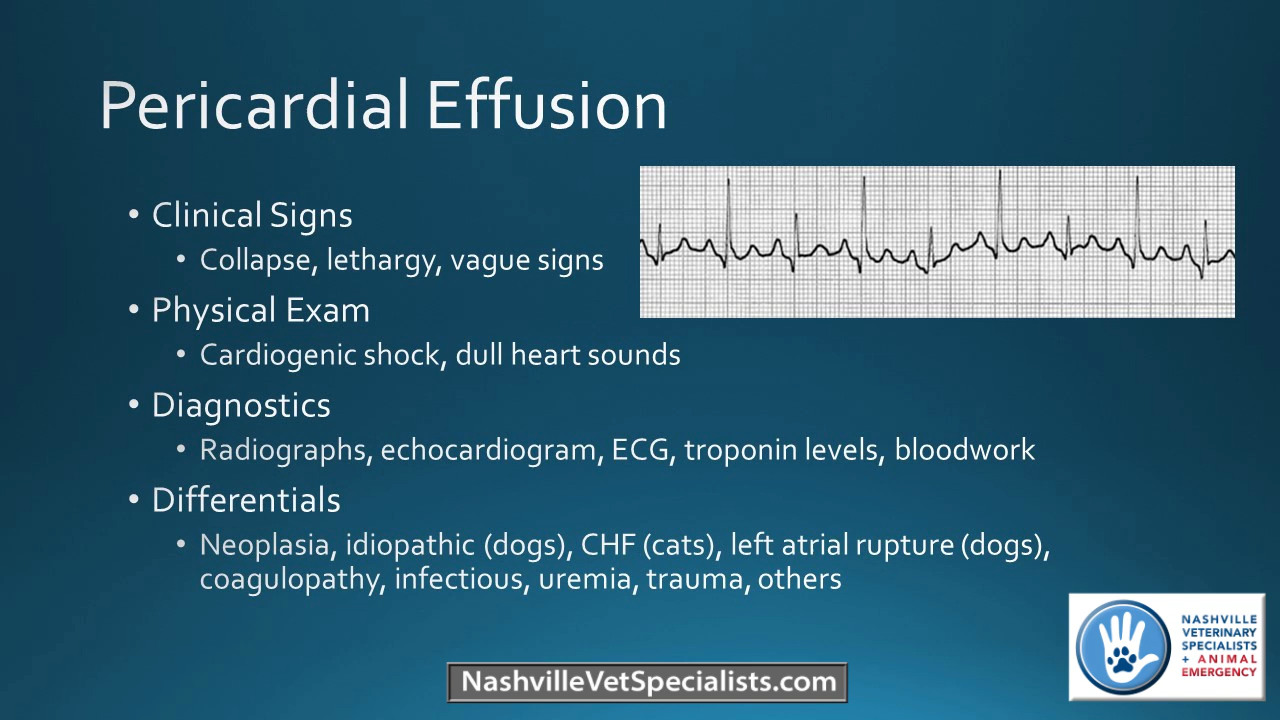 Pericardial Effusion
• Clinical Signs
• Collapse, lethargy, vague signs
• Physical Exam
• Cardiogenic shock, dull heart sounds
• Diagnostics
• Radiographs, echocardiogram, ECG, troponin levels, bloodwork
• Differentials
• Neoplasia, idiopathic (dogs), CHF (cats), left atrial rupture (dogs),
coagulopathy, infectious, uremia, trauma, others
NASHVILLE
VETERINARY
SPECIALISTS
+ ANIMAL
EMERGENCY
NashvilleVetSpecialists.com